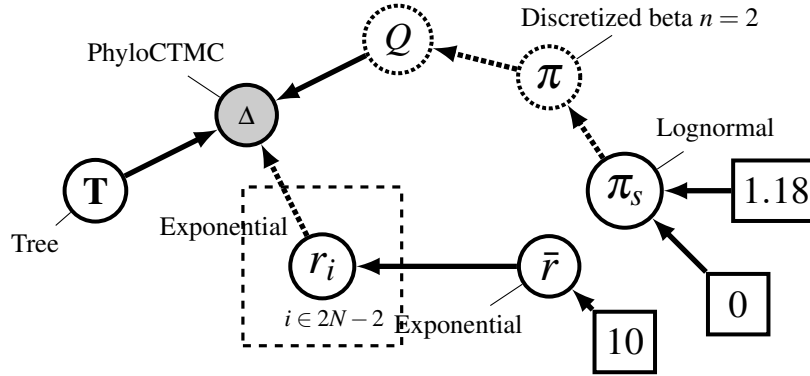 Discretized beta n = 2
Q
PhyloCTMC
π
Δ
Lognormal
T
π_s
1.18
Tree
Exponential
r_i
r̄
0
i ∈ 2N − 2
Exponential
10